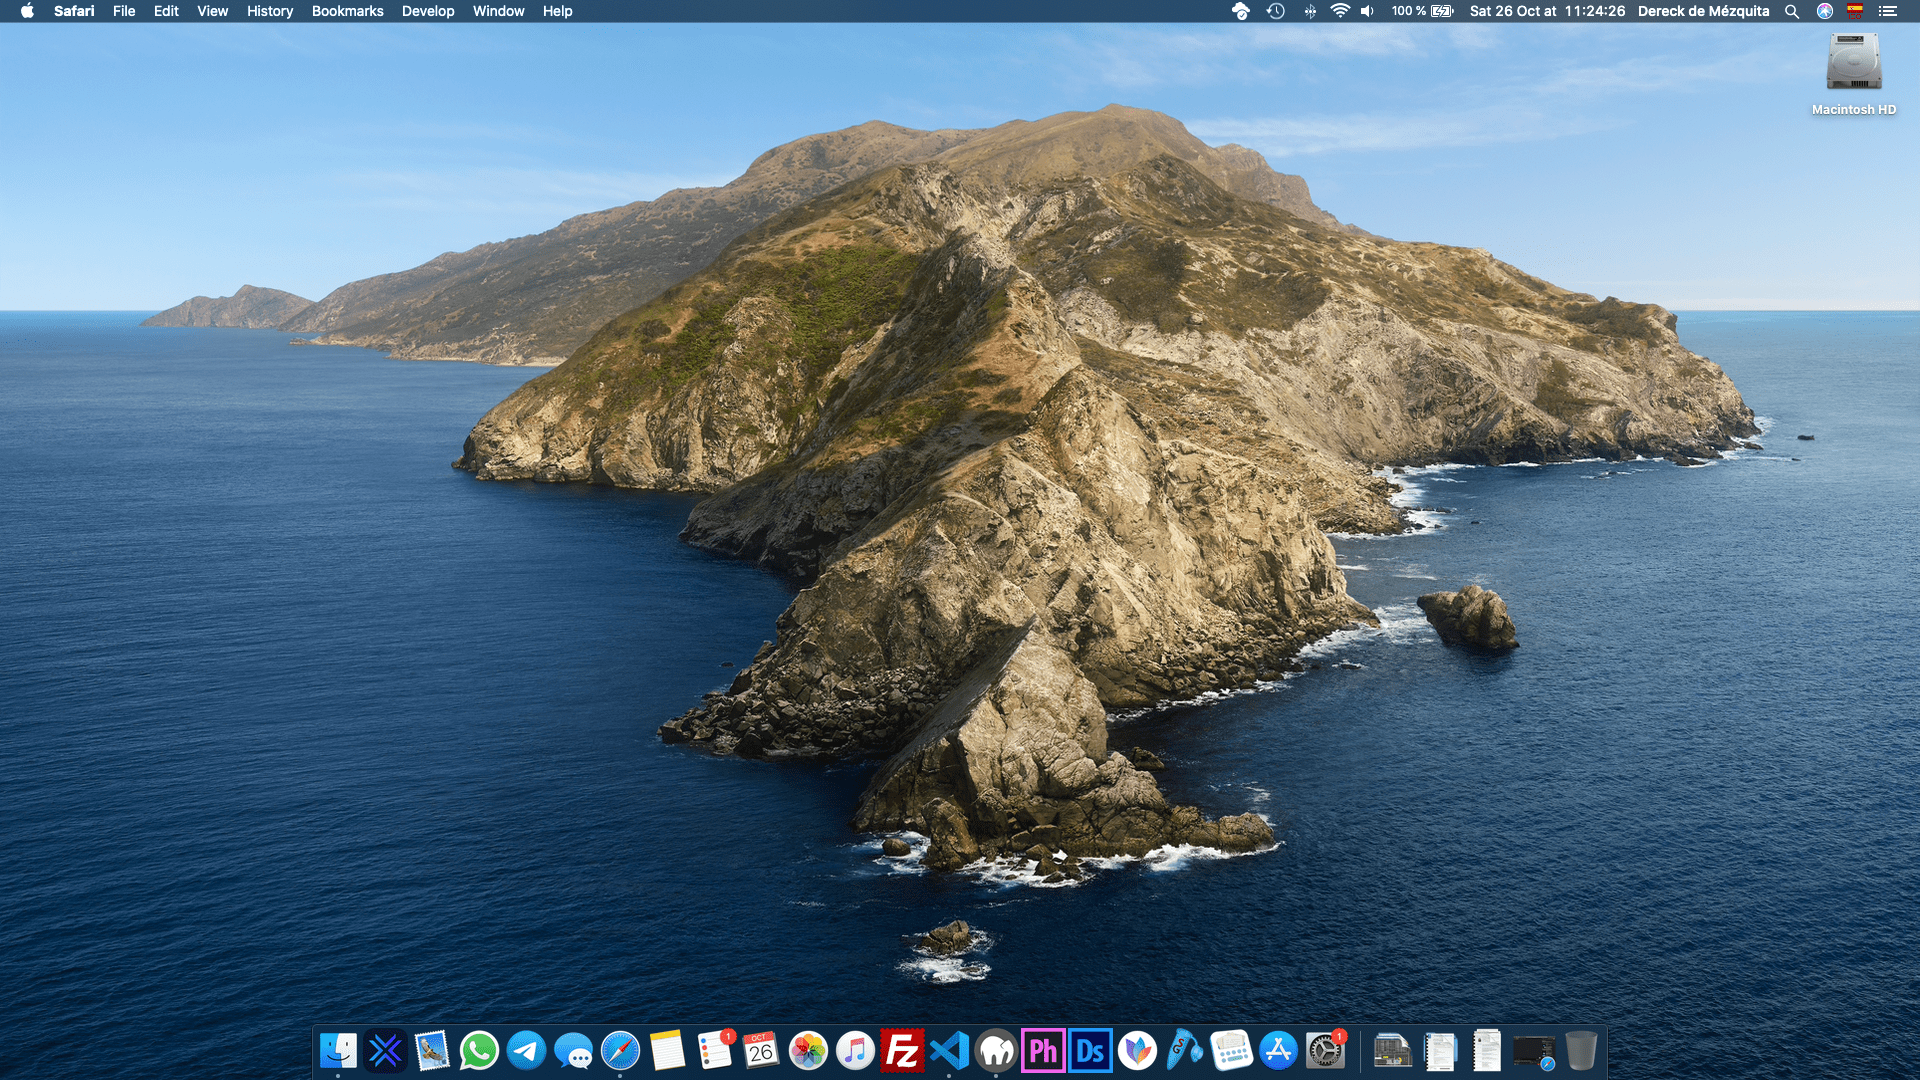 Safari File Edit View History Bookmarks Develop Window Help 100 % Sat 26 Oct at 11:24:26 Dereck de Mézquita
Macintosh HD
1 OCT 26 FZ Ph Ds 1